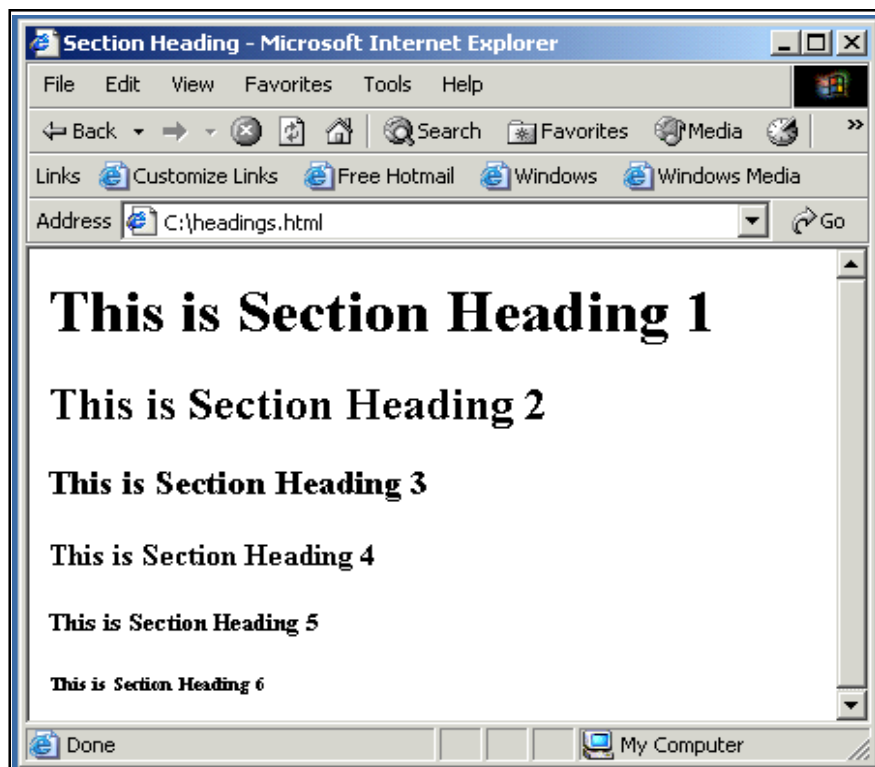 Section Heading - Microsoft Internet Explorer
File Edit View Favorites Tools Help
Back Search Favorites Media »
Links Customize Links Free Hotmail Windows Windows Media
Address C:\headings.html Go
This is Section Heading 1
This is Section Heading 2
This is Section Heading 3
This is Section Heading 4
This is Section Heading 5
This is Section Heading 6
Done My Computer